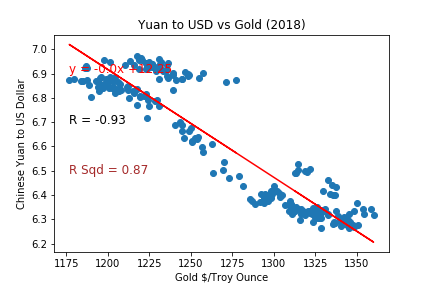 Yuan to USD vs Gold (2018)
Chinese Yuan to US Dollar
7.0
6.9
6.8
6.7
6.6
6.5
6.4
6.3
6.2
y = -0.0x
R = -0.93
R Sqd = 0.87
1175 1200 1225 1250 1275 1300 1325 1350
Gold $/Troy Ounce